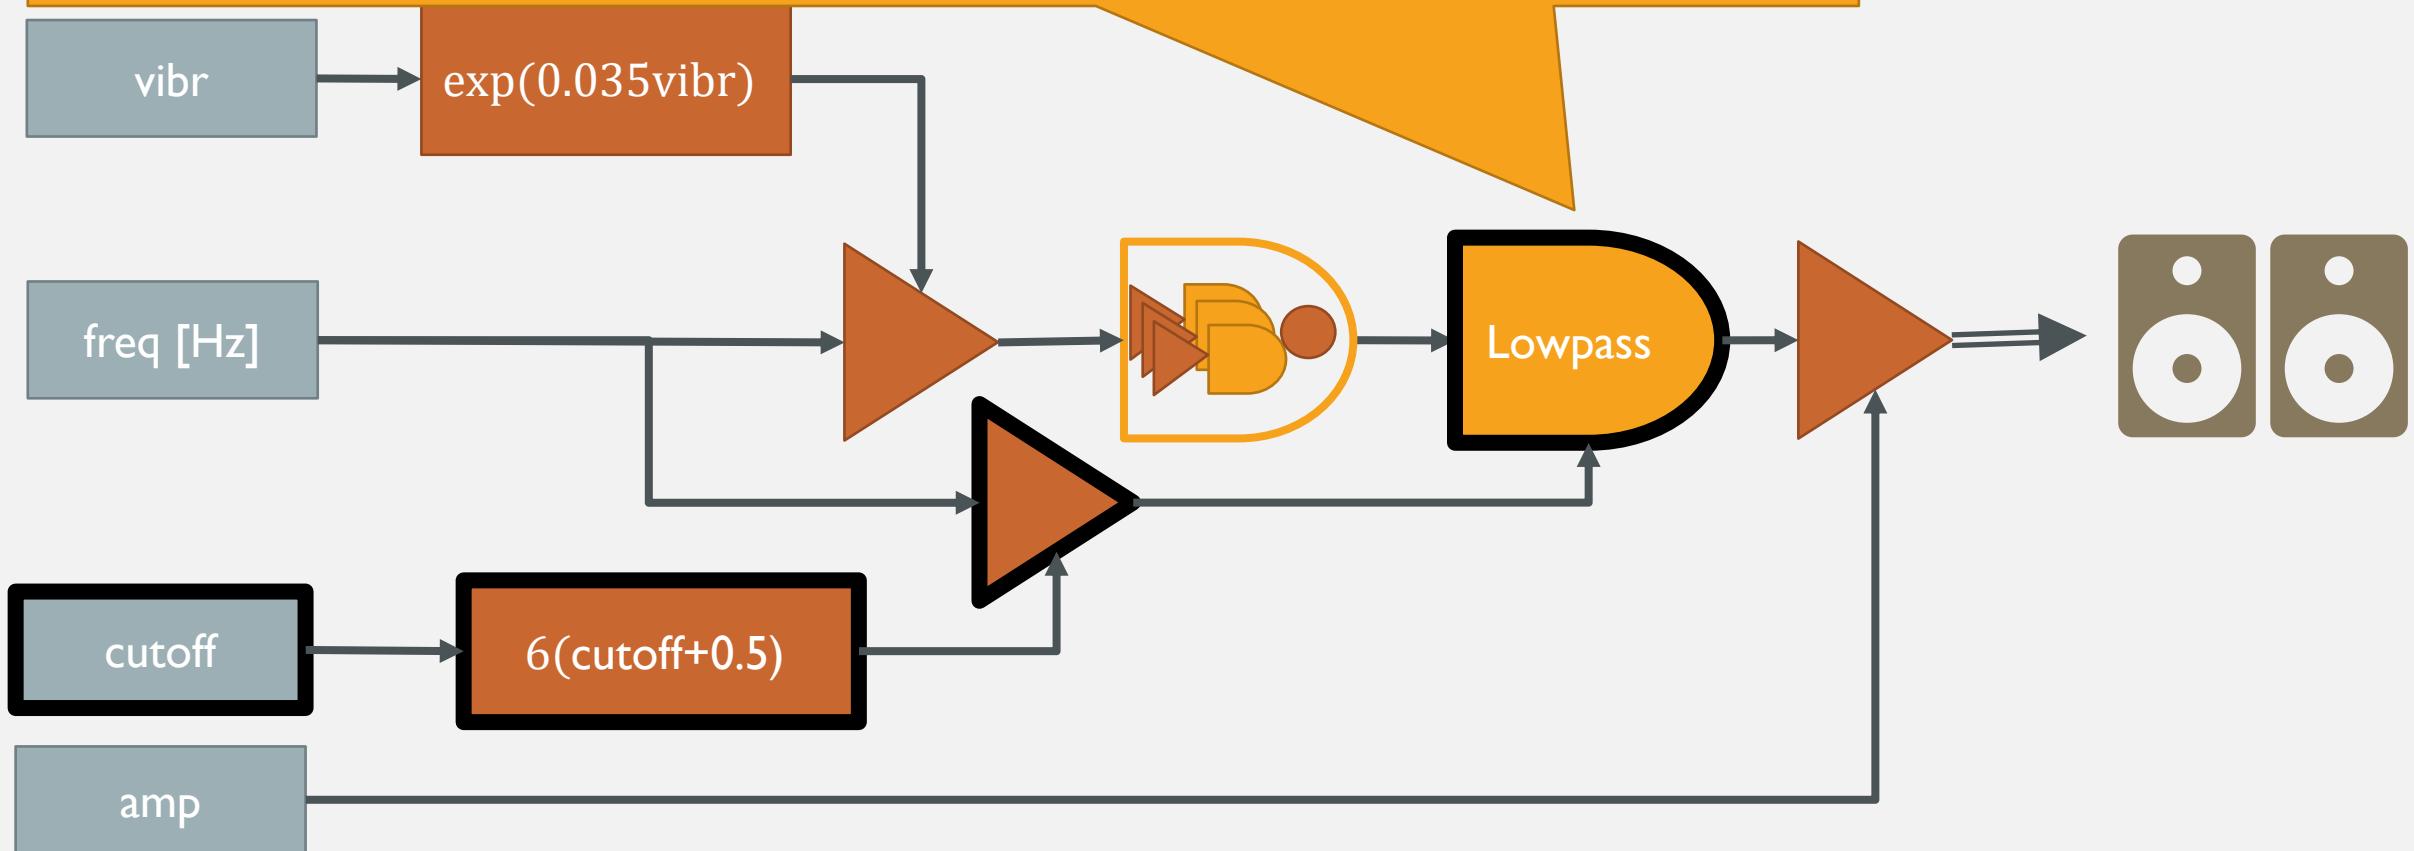 vibr
exp(0.035vibr)
freq [Hz]
Lowpass
cutoff
6(cutoff+0.5)
amp